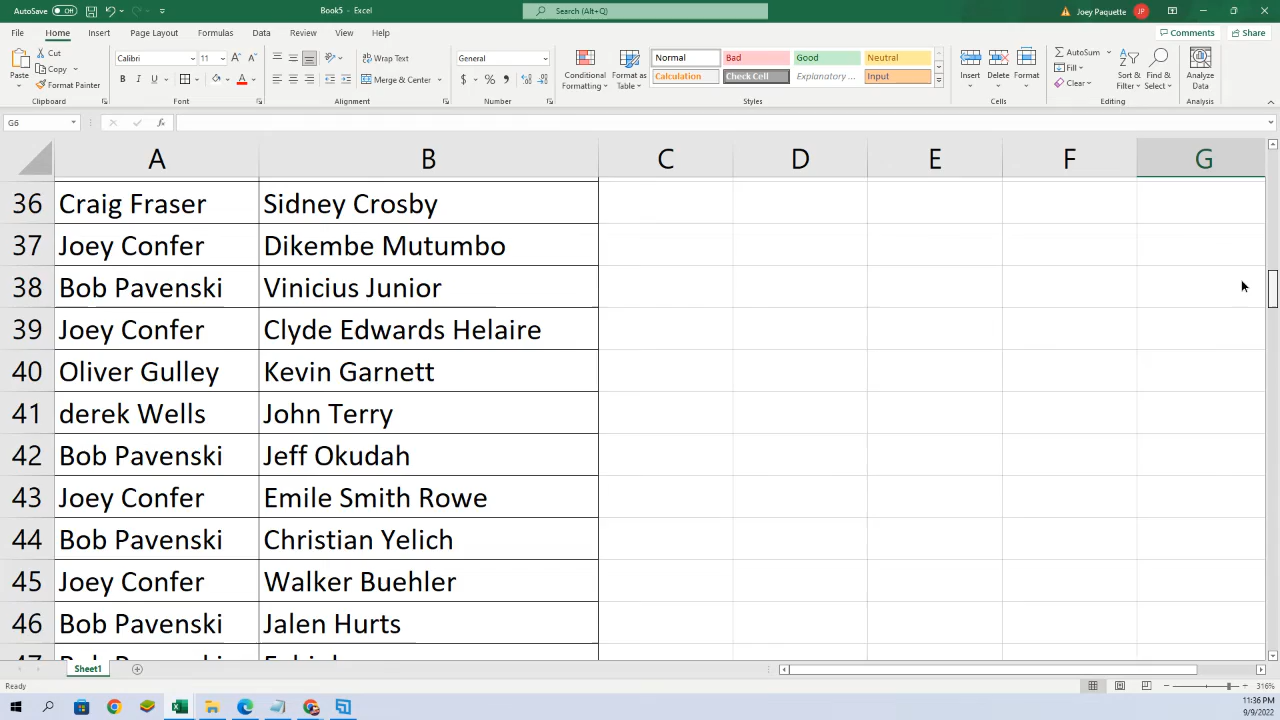 AutoSave Off Book5 - Excel Search (Alt+Q) Joey Paquette JP
File Home Insert Page Layout Formulas Data Review View Help Comments Share
Paste Cut Copy Format Painter Clipboard
Calibri 11 B I U A A A Font
ab Wrap Text Merge & Center Alignment
General $ % , Number
Conditional Formatting Format as Table
Normal Bad Good Neutral
Calculation Check Cell Explanatory ... Input
Styles
Insert Delete Format Cells
AutoSum Fill Clear Sort & Filter Find & Select Editing
Analyze Data Analysis
G6 fx
A B C D E F G
36 Craig Fraser Sidney Crosby
37 Joey Confer Dikembe Mutumbo
38 Bob Pavenski Vinicius Junior
39 Joey Confer Clyde Edwards Helaire
40 Oliver Gulley Kevin Garnett
41 derek Wells John Terry
42 Bob Pavenski Jeff Okudah
43 Joey Confer Emile Smith Rowe
44 Bob Pavenski Christian Yelich
45 Joey Confer Walker Buehler
46 Bob Pavenski Jalen Hurts
Sheet1
Ready 316%
11:36 PM
9/9/2022